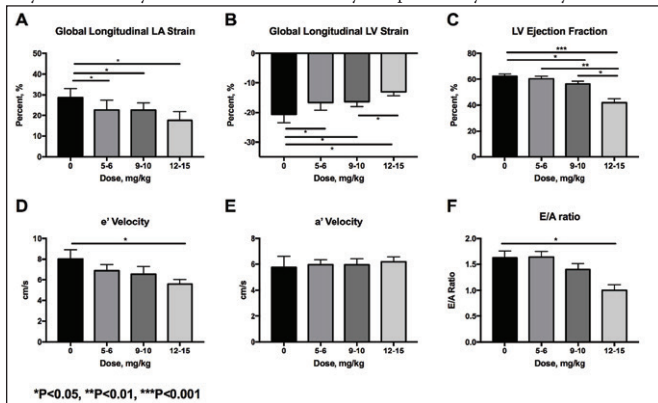 A
Global Longitudinal LA Strain
Percent, %
50
40
30
20
10
0
*
*
*
0 5-6 9-10 12-15
Dose, mg/kg
B
Global Longitudinal LV Strain
Percent, %
0
-10
-20
-30
*
*
*
*
0 5-6 9-10 12-15
Dose, mg/kg
C
LV Ejection Fraction
Percent, %
80
60
40
20
0
***
*
**
*
0 5-6 9-10 12-15
Dose, mg/kg
D
e' Velocity
cm/s
10
8
6
4
2
0
*
0 5-6 9-10 12-15
Dose, mg/kg
E
a' Velocity
cm/s
8
6
4
2
0
0 5-6 9-10 12-15
Dose, mg/kg
F
E/A ratio
E/A Ratio
2.0
1.5
1.0
0.5
0.0
*
0 5-6 9-10 12-15
Dose, mg/kg
*P<0.05, **P<0.01, ***P<0.001